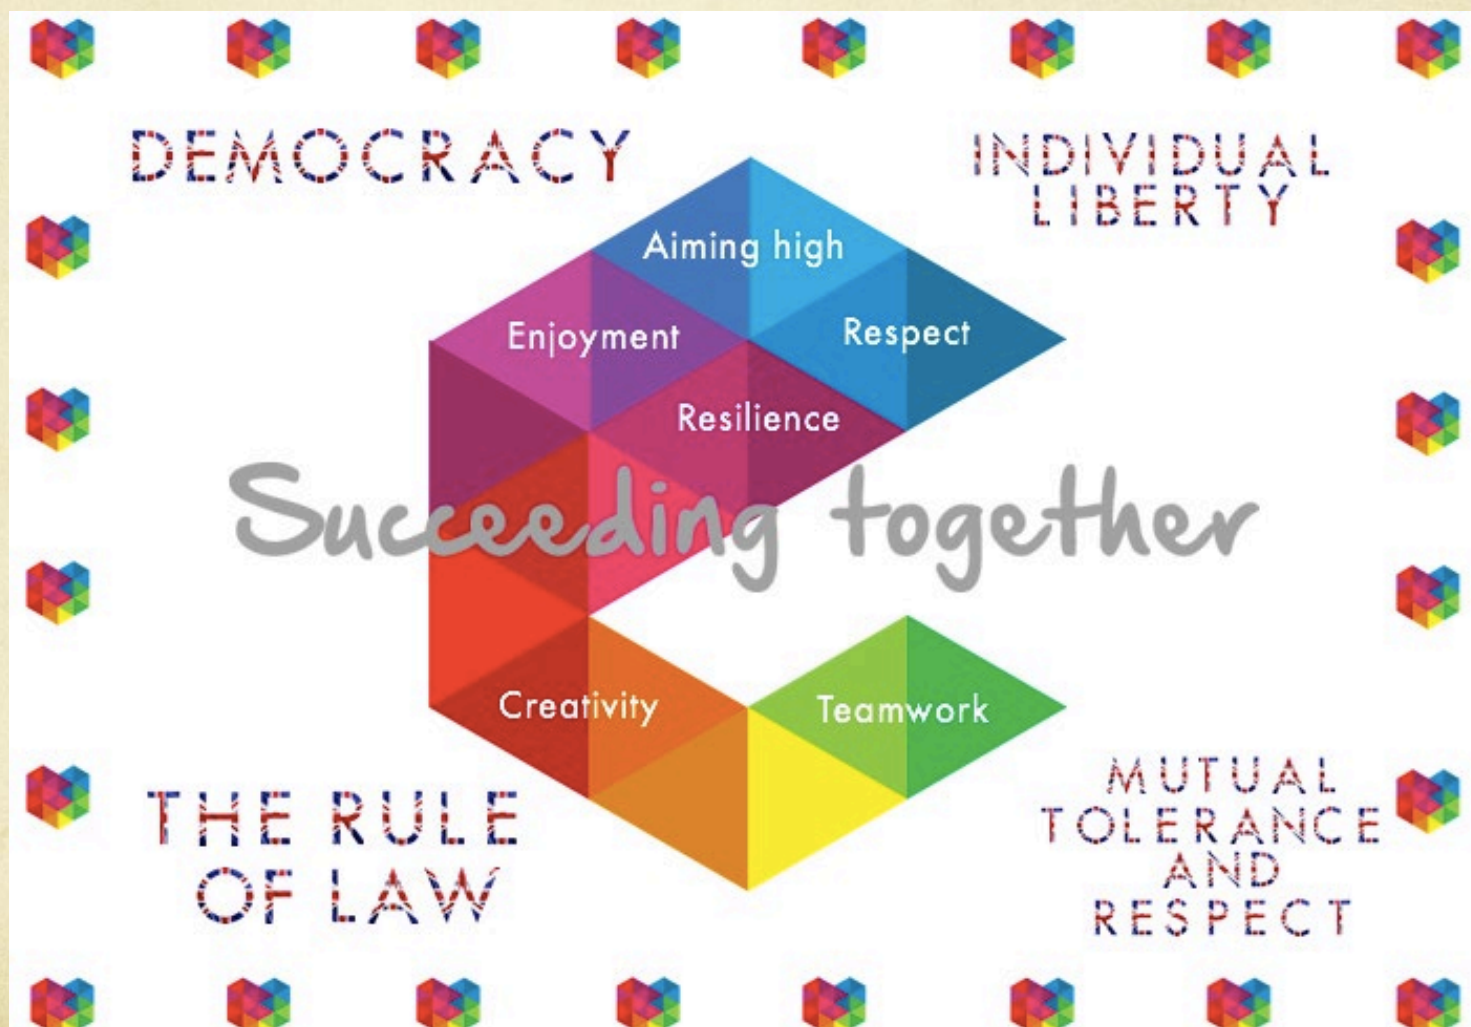 DEMOCRACY
INDIVIDUAL
LIBERTY
Aiming high
Enjoyment
Respect
Resilience
Succeeding together
Creativity
Teamwork
THE RULE
OF LAW
MUTUAL
TOLERANCE
AND
RESPECT